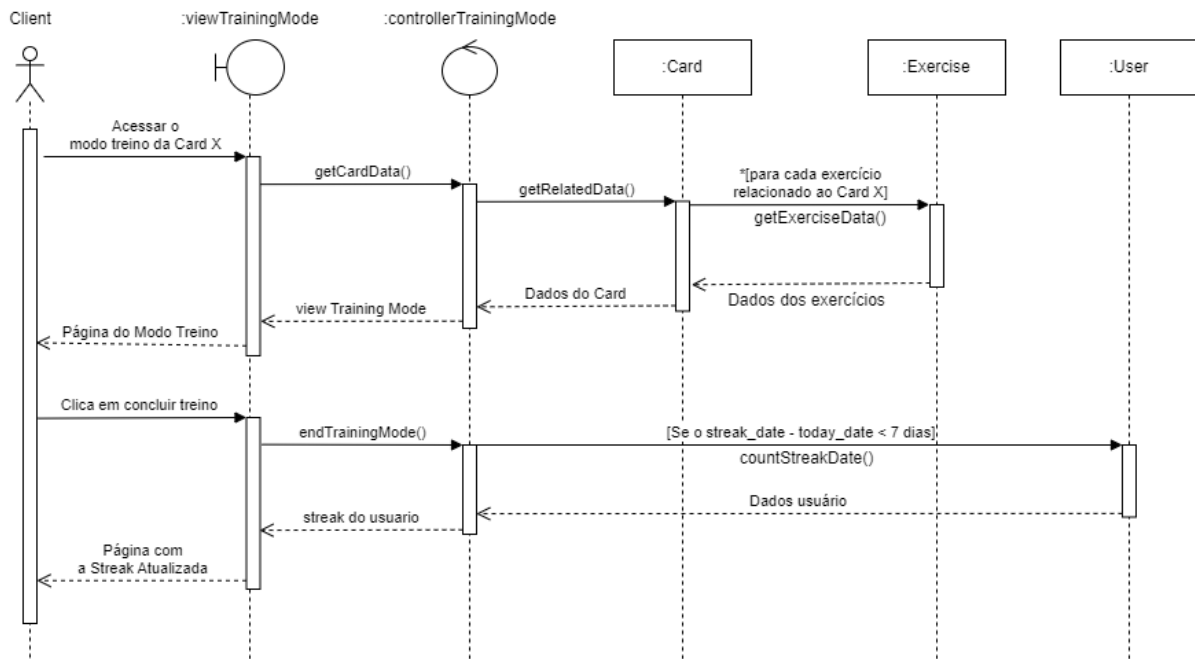 Client
:viewTrainingMode
:controllerTrainingMode
:Card
:Exercise
:User
Acessar o
modo treino da Card X
getCardData()
getRelatedData()
*[para cada exercício
relacionado ao Card X]
getExerciseData()
Dados dos exercícios
Dados do Card
view Training Mode
Página do Modo Treino
Clica em concluir treino
endTrainingMode()
[Se o streak_date - today_date < 7 dias]
countStreakDate()
Dados usuário
streak do usuario
Página com
a Streak Atualizada